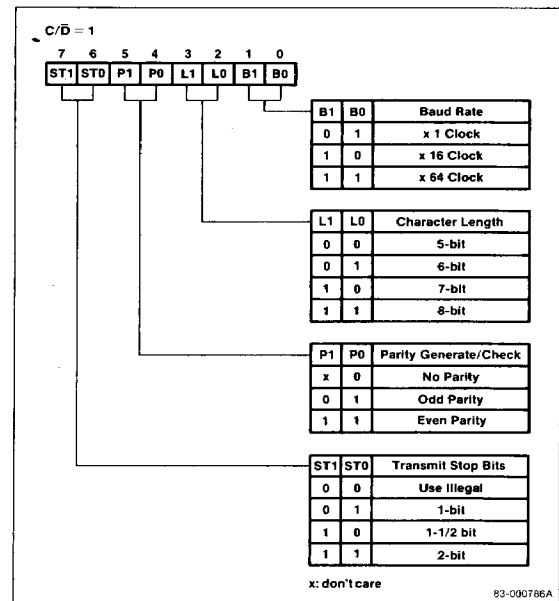 C/D̅ = 1
7 6 5 4 3 2 1 0
ST1 ST0 P1 P0 L1 L0 B1 B0
B1 B0 Baud Rate
0 1 x 1 Clock
1 0 x 16 Clock
1 1 x 64 Clock
L1 L0 Character Length
0 0 5-bit
0 1 6-bit
1 0 7-bit
1 1 8-bit
P1 P0 Parity Generate/Check
x 0 No Parity
0 1 Odd Parity
1 1 Even Parity
ST1 ST0 Transmit Stop Bits
0 0 Use Illegal
0 1 1-bit
1 0 1-1/2 bit
1 1 2-bit
x: don't care
83-000786A